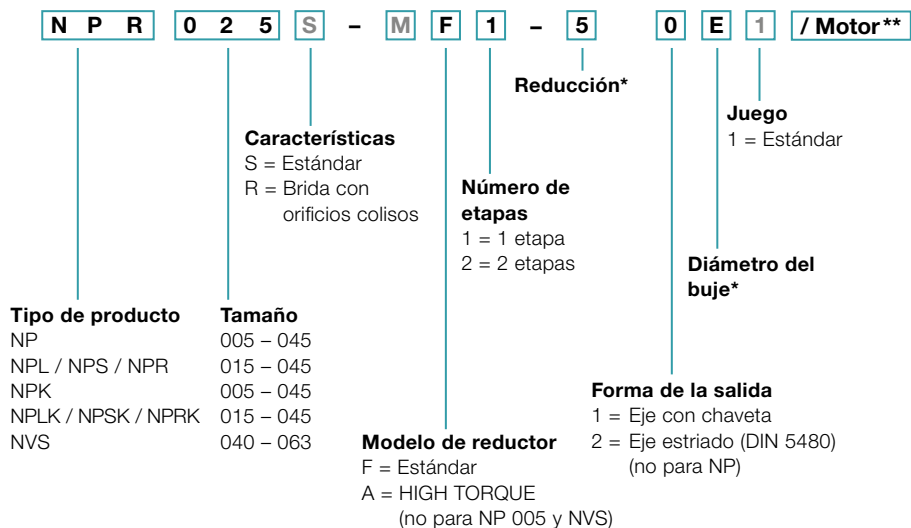 N P R 0 2 5 S – M F 1 – 5 0 E 1 / Motor**
Reducción*
Juego
1 = Estándar
Características
S = Estándar
R = Brida con
orificios colisos
Número de
etapas
1 = 1 etapa
2 = 2 etapas
Diámetro del
buje*
Tipo de producto Tamaño
NP 005 – 045
NPL / NPS / NPR 015 – 045
NPK 005 – 045
NPLK / NPSK / NPRK 015 – 045
NVS 040 – 063
Forma de la salida
1 = Eje con chaveta
2 = Eje estriado (DIN 5480)
(no para NP)
Modelo de reductor
F = Estándar
A = HIGH TORQUE
(no para NP 005 y NVS)